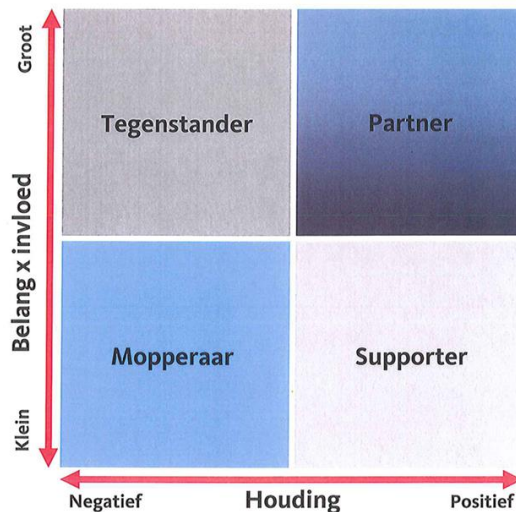 Groot
Tegenstander
Partner
Belang x invloed
Mopperaar
Supporter
Klein
Negatief
Houding
Positief